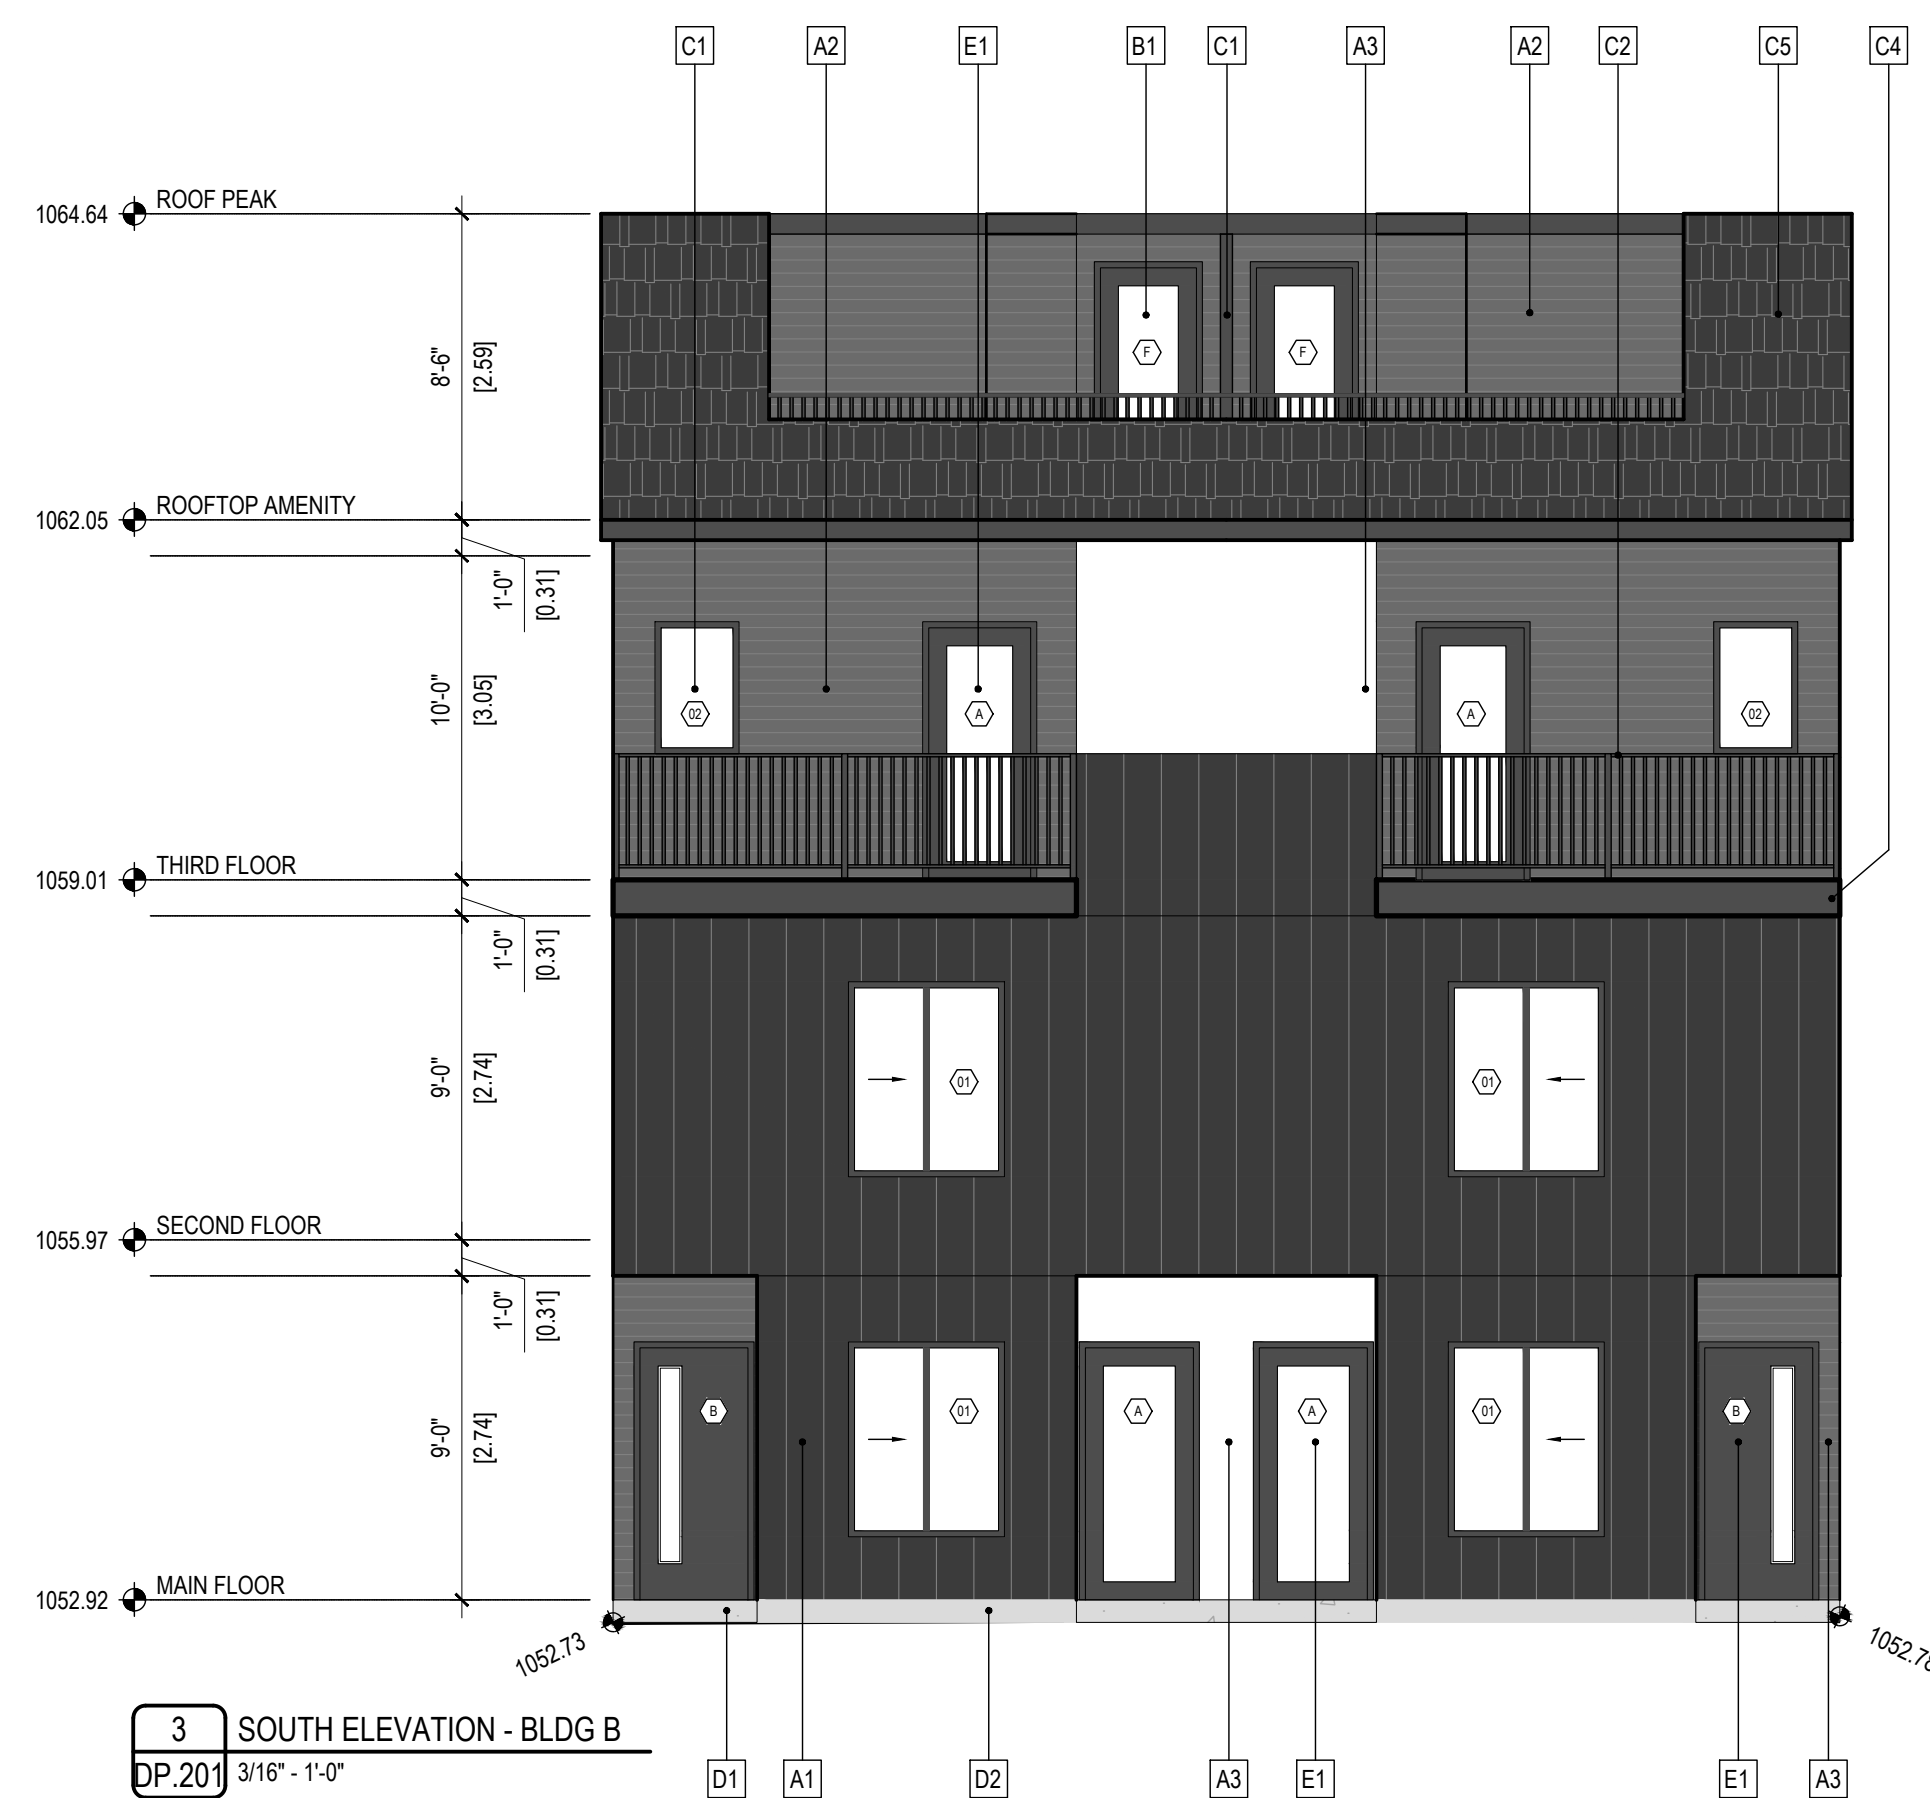 C1 A2 E1 B1 C1 A3 A2 C2 C5 C4
1064.64 ROOF PEAK
8'-6" [2.59]
F F
1062.05 ROOFTOP AMENITY
1'-0" [0.31]
10'-0" [3.05]
02 A A 02
1059.01 THIRD FLOOR
1'-0" [0.31]
9'-0" [2.74]
01 01
1055.97 SECOND FLOOR
1'-0" [0.31]
9'-0" [2.74]
B 01 A A 01 B
1052.92 MAIN FLOOR
1052.73
1052.78
3 SOUTH ELEVATION - BLDG B
DP.201 3/16" - 1'-0"
D1 A1 D2 A3 E1 E1 A3